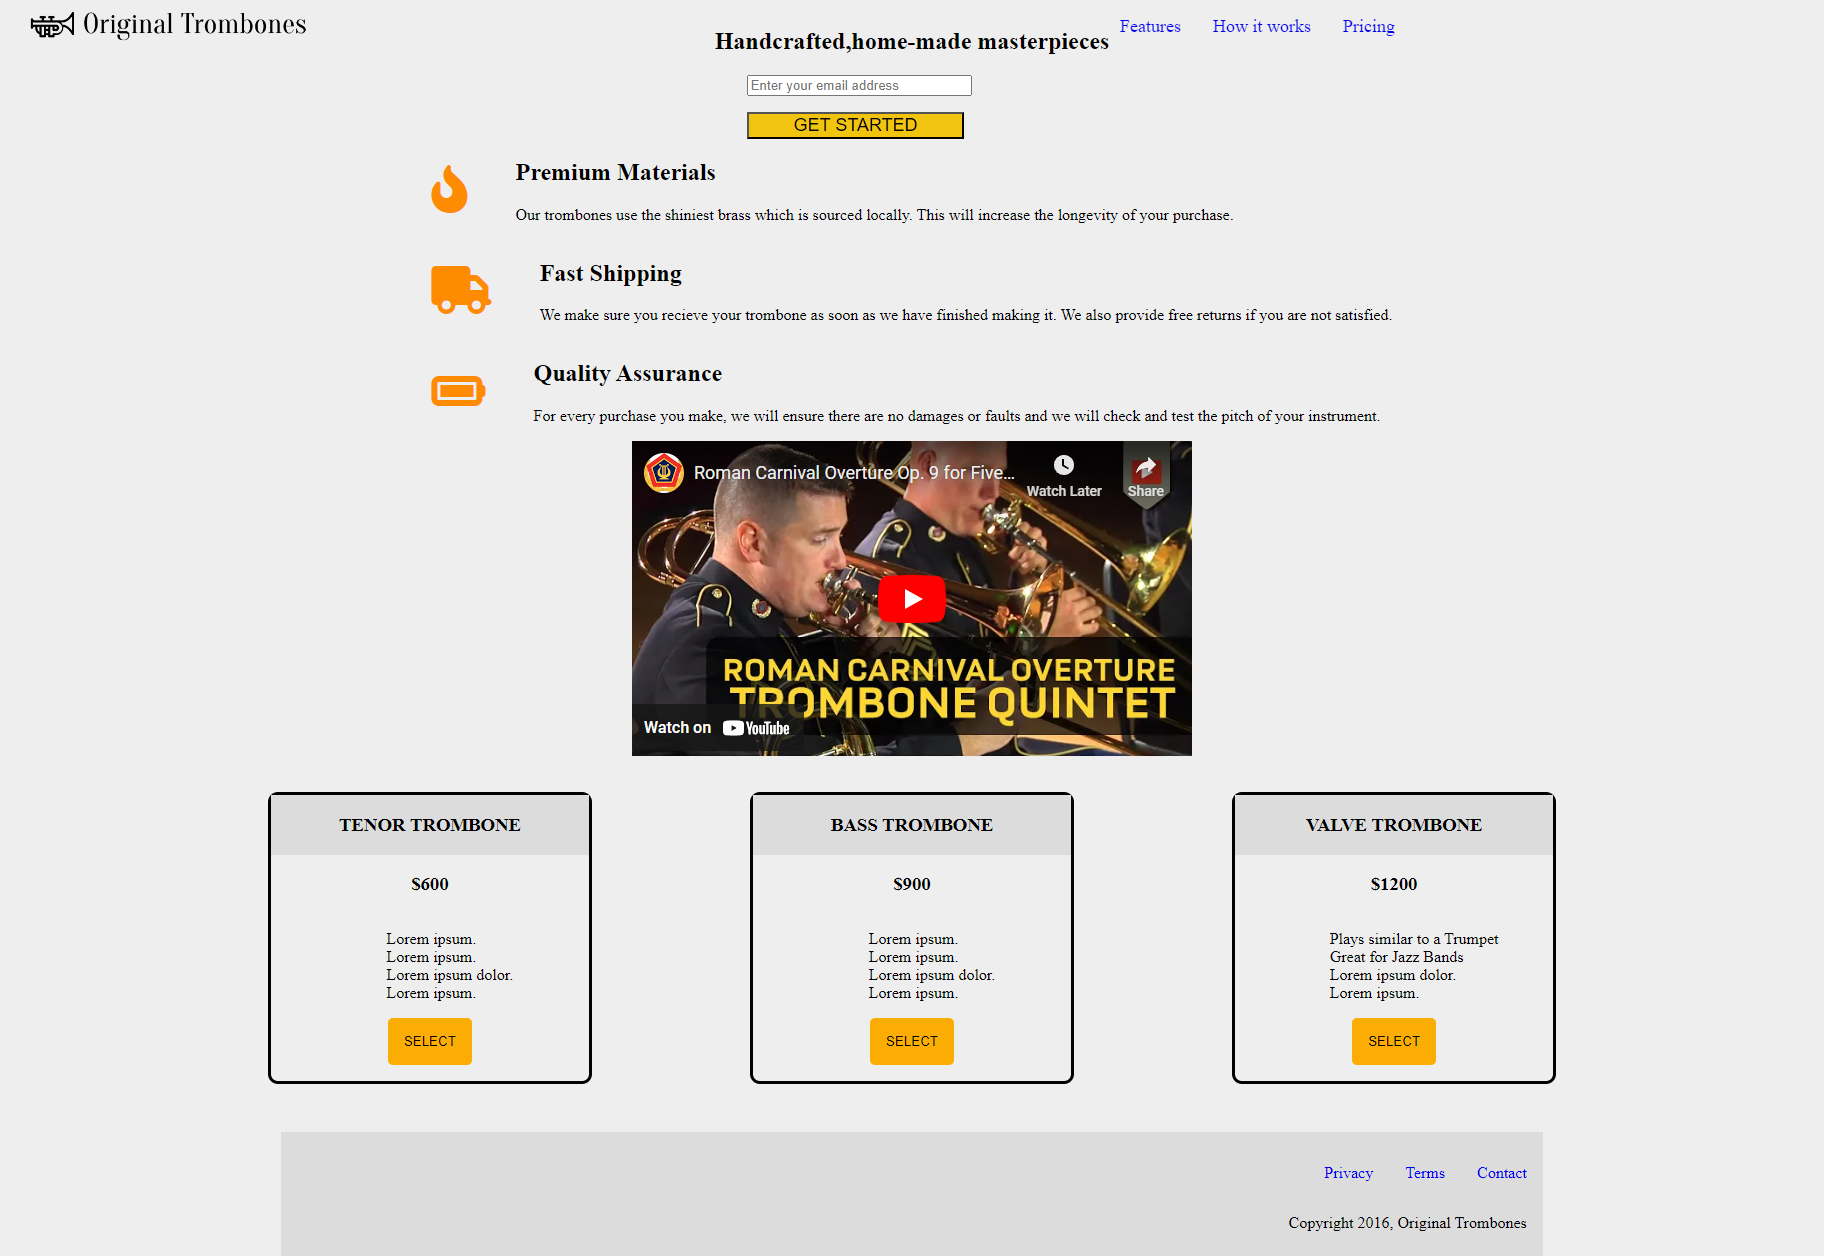 Original Trombones
Features How it works Pricing
Handcrafted,home-made masterpieces
Enter your email address
GET STARTED
Premium Materials
Our trombones use the shiniest brass which is sourced locally. This will increase the longevity of your purchase.
Fast Shipping
We make sure you recieve your trombone as soon as we have finished making it. We also provide free returns if you are not satisfied.
Quality Assurance
For every purchase you make, we will ensure there are no damages or faults and we will check and test the pitch of your instrument.
Roman Carnival Overture Op. 9 for Five...
Watch Later
Share
ROMAN CARNIVAL OVERTURE
TROMBONE QUINTET
Watch on YouTube
TENOR TROMBONE
$600
Lorem ipsum.
Lorem ipsum.
Lorem ipsum dolor.
Lorem ipsum.
SELECT
BASS TROMBONE
$900
Lorem ipsum.
Lorem ipsum.
Lorem ipsum dolor.
Lorem ipsum.
SELECT
VALVE TROMBONE
$1200
Plays similar to a Trumpet
Great for Jazz Bands
Lorem ipsum dolor.
Lorem ipsum.
SELECT
Privacy Terms Contact
Copyright 2016, Original Trombones